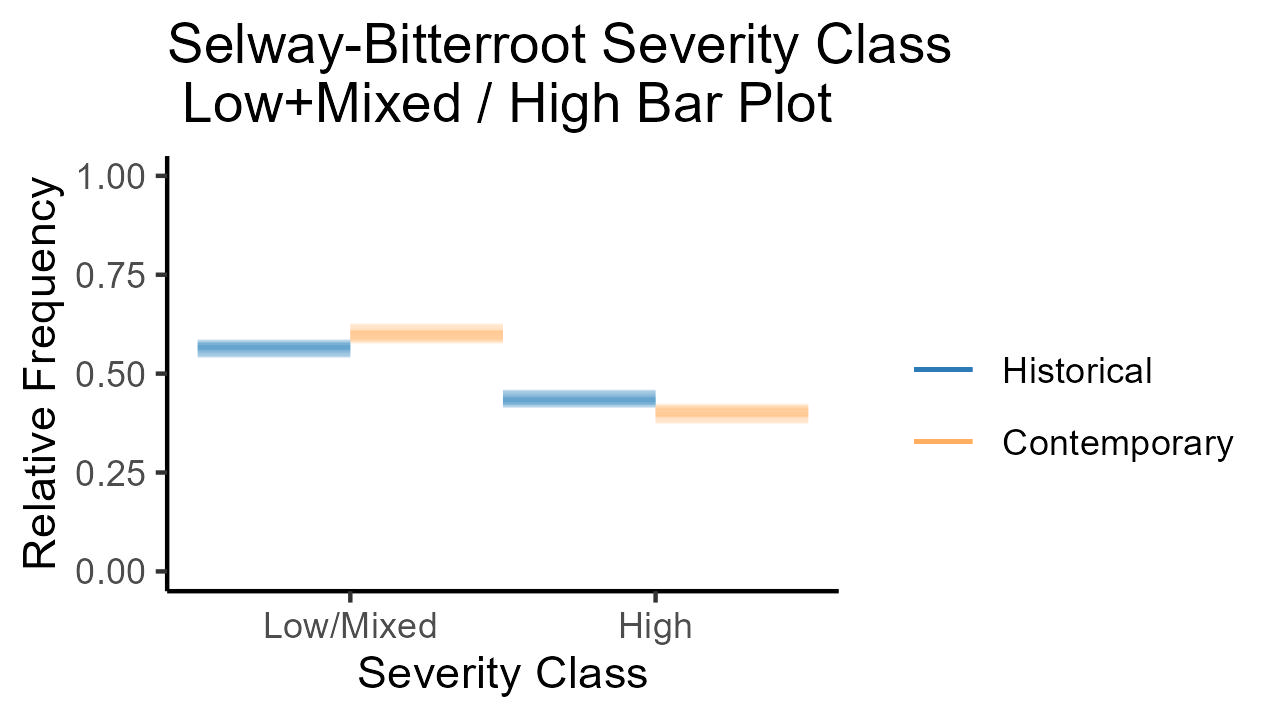 Selway-Bitterroot Severity Class
Low+Mixed / High Bar Plot
Relative Frequency
1.00
0.75
0.50
0.25
0.00
Low/Mixed
High
Severity Class
Historical
Contemporary